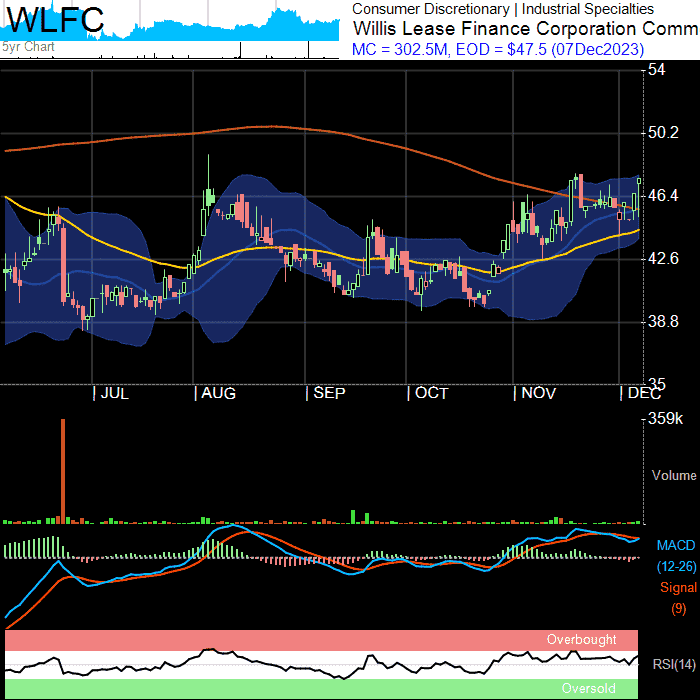 WLFC
5yr Chart
Consumer Discretionary | Industrial Specialties
Willis Lease Finance Corporation Comm
MC = 302.5M, EOD = $47.5 (07Dec2023)
54
50.2
46.4
42.6
38.8
35
JUL
AUG
SEP
OCT
NOV
DEC
359k
Volume
MACD
(12-26)
Signal
(9)
Overbought
RSI(14)
Oversold